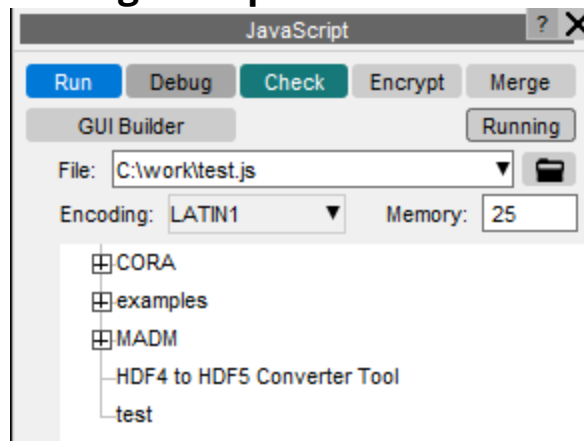 JavaScript ?
Run Debug Check Encrypt Merge
GUI Builder Running
File: C:\work\test.js
Encoding: LATIN1 Memory: 25
CORA
examples
MADM
HDF4 to HDF5 Converter Tool
test